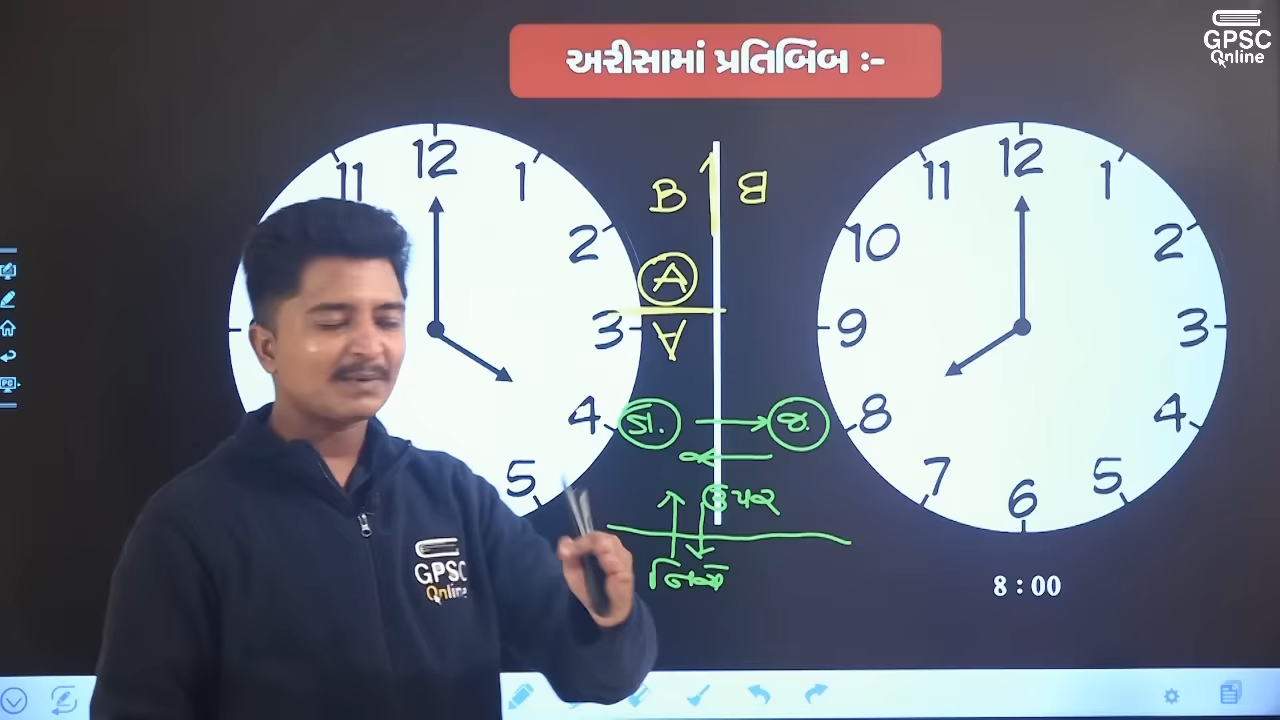 અરીસામાં પ્રતિબિંબ :-
GPSC
Online
11 12 1 2 3 4 5
B B
A
A
ડા. જ.
ઉપર
નિચે
12 1 2 3 4 5 6 7 8 9 10 11
8 : 00
GPSC
Online
PC